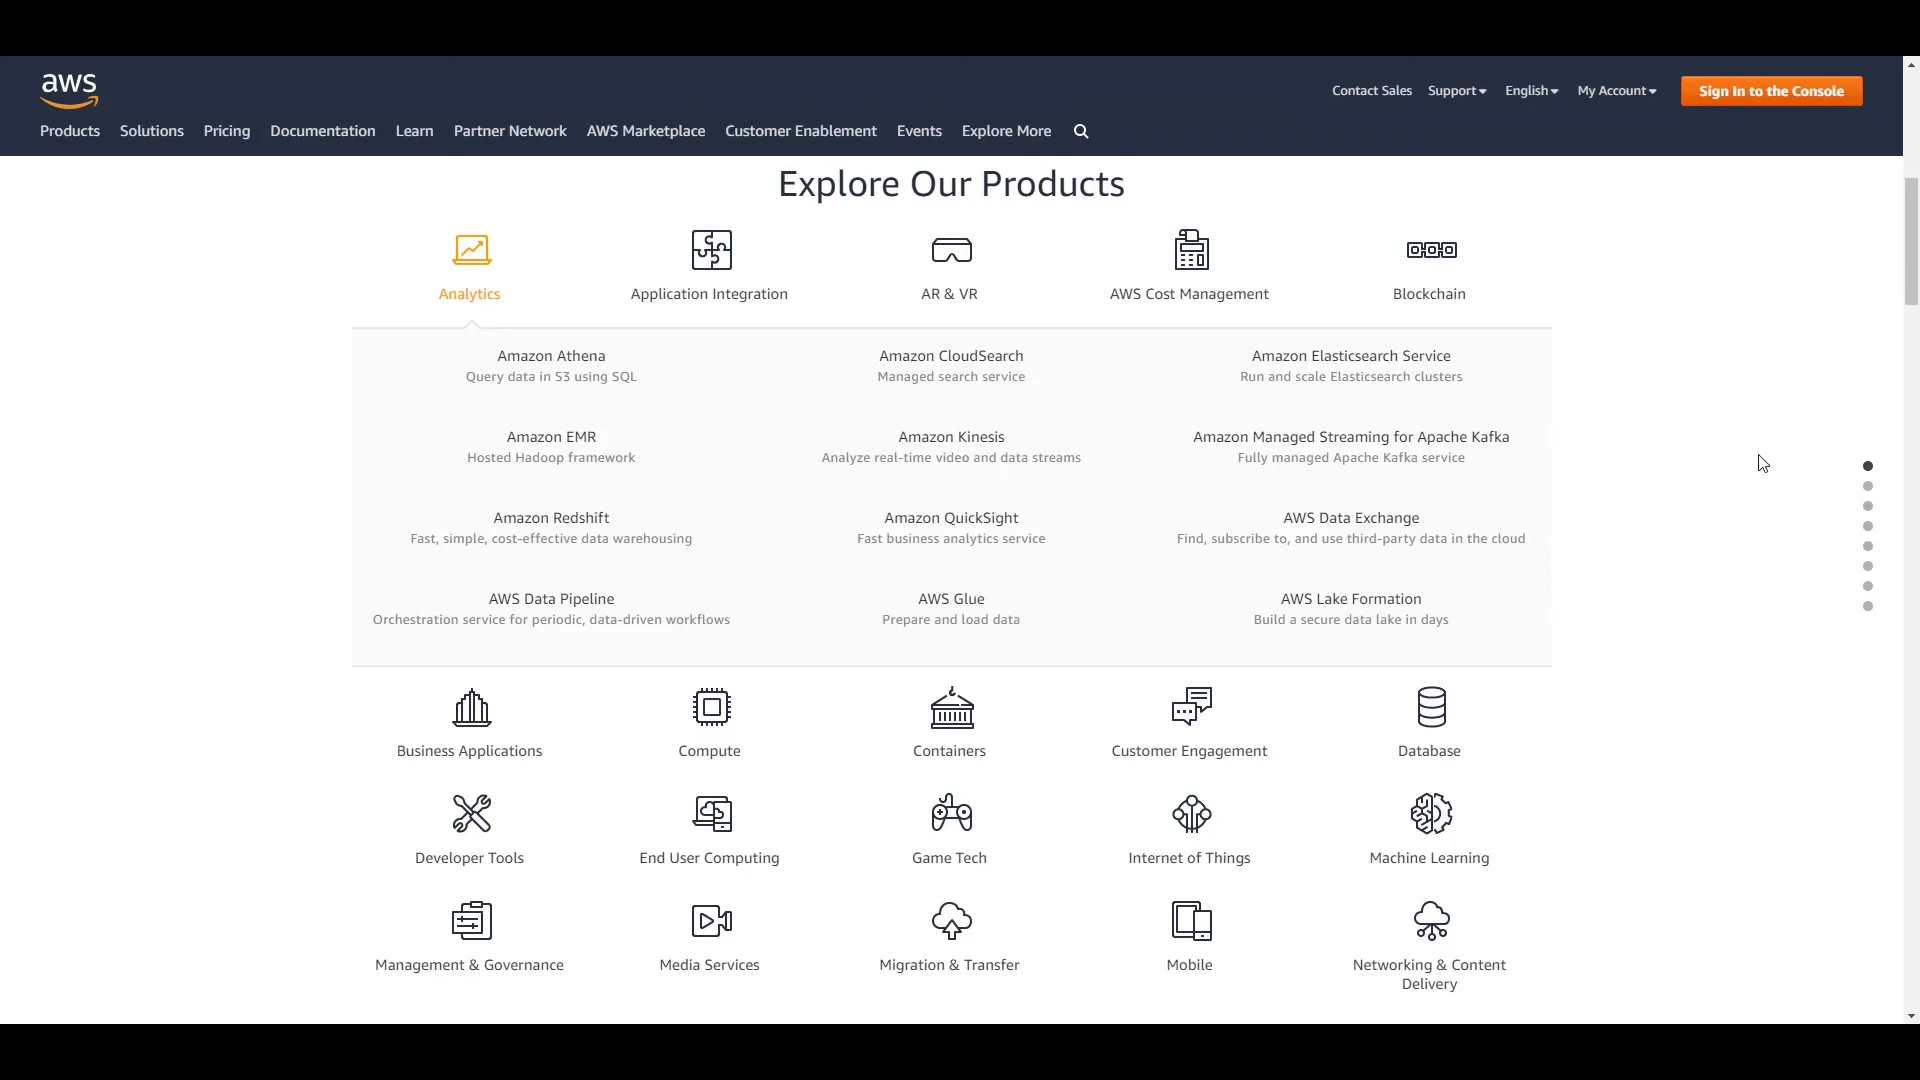 aws
Contact Sales Support English My Account Sign In to the Console
Products Solutions Pricing Documentation Learn Partner Network AWS Marketplace Customer Enablement Events Explore More
Explore Our Products
Analytics Application Integration AR & VR AWS Cost Management Blockchain
Amazon Athena Amazon CloudSearch Amazon Elasticsearch Service
Query data in S3 using SQL Managed search service Run and scale Elasticsearch clusters
Amazon EMR Amazon Kinesis Amazon Managed Streaming for Apache Kafka
Hosted Hadoop framework Analyze real-time video and data streams Fully managed Apache Kafka service
Amazon Redshift Amazon QuickSight AWS Data Exchange
Fast, simple, cost-effective data warehousing Fast business analytics service Find, subscribe to, and use third-party data in the cloud
AWS Data Pipeline AWS Glue AWS Lake Formation
Orchestration service for periodic, data-driven workflows Prepare and load data Build a secure data lake in days
Business Applications Compute Containers Customer Engagement Database
Developer Tools End User Computing Game Tech Internet of Things Machine Learning
Management & Governance Media Services Migration & Transfer Mobile Networking & Content
Delivery